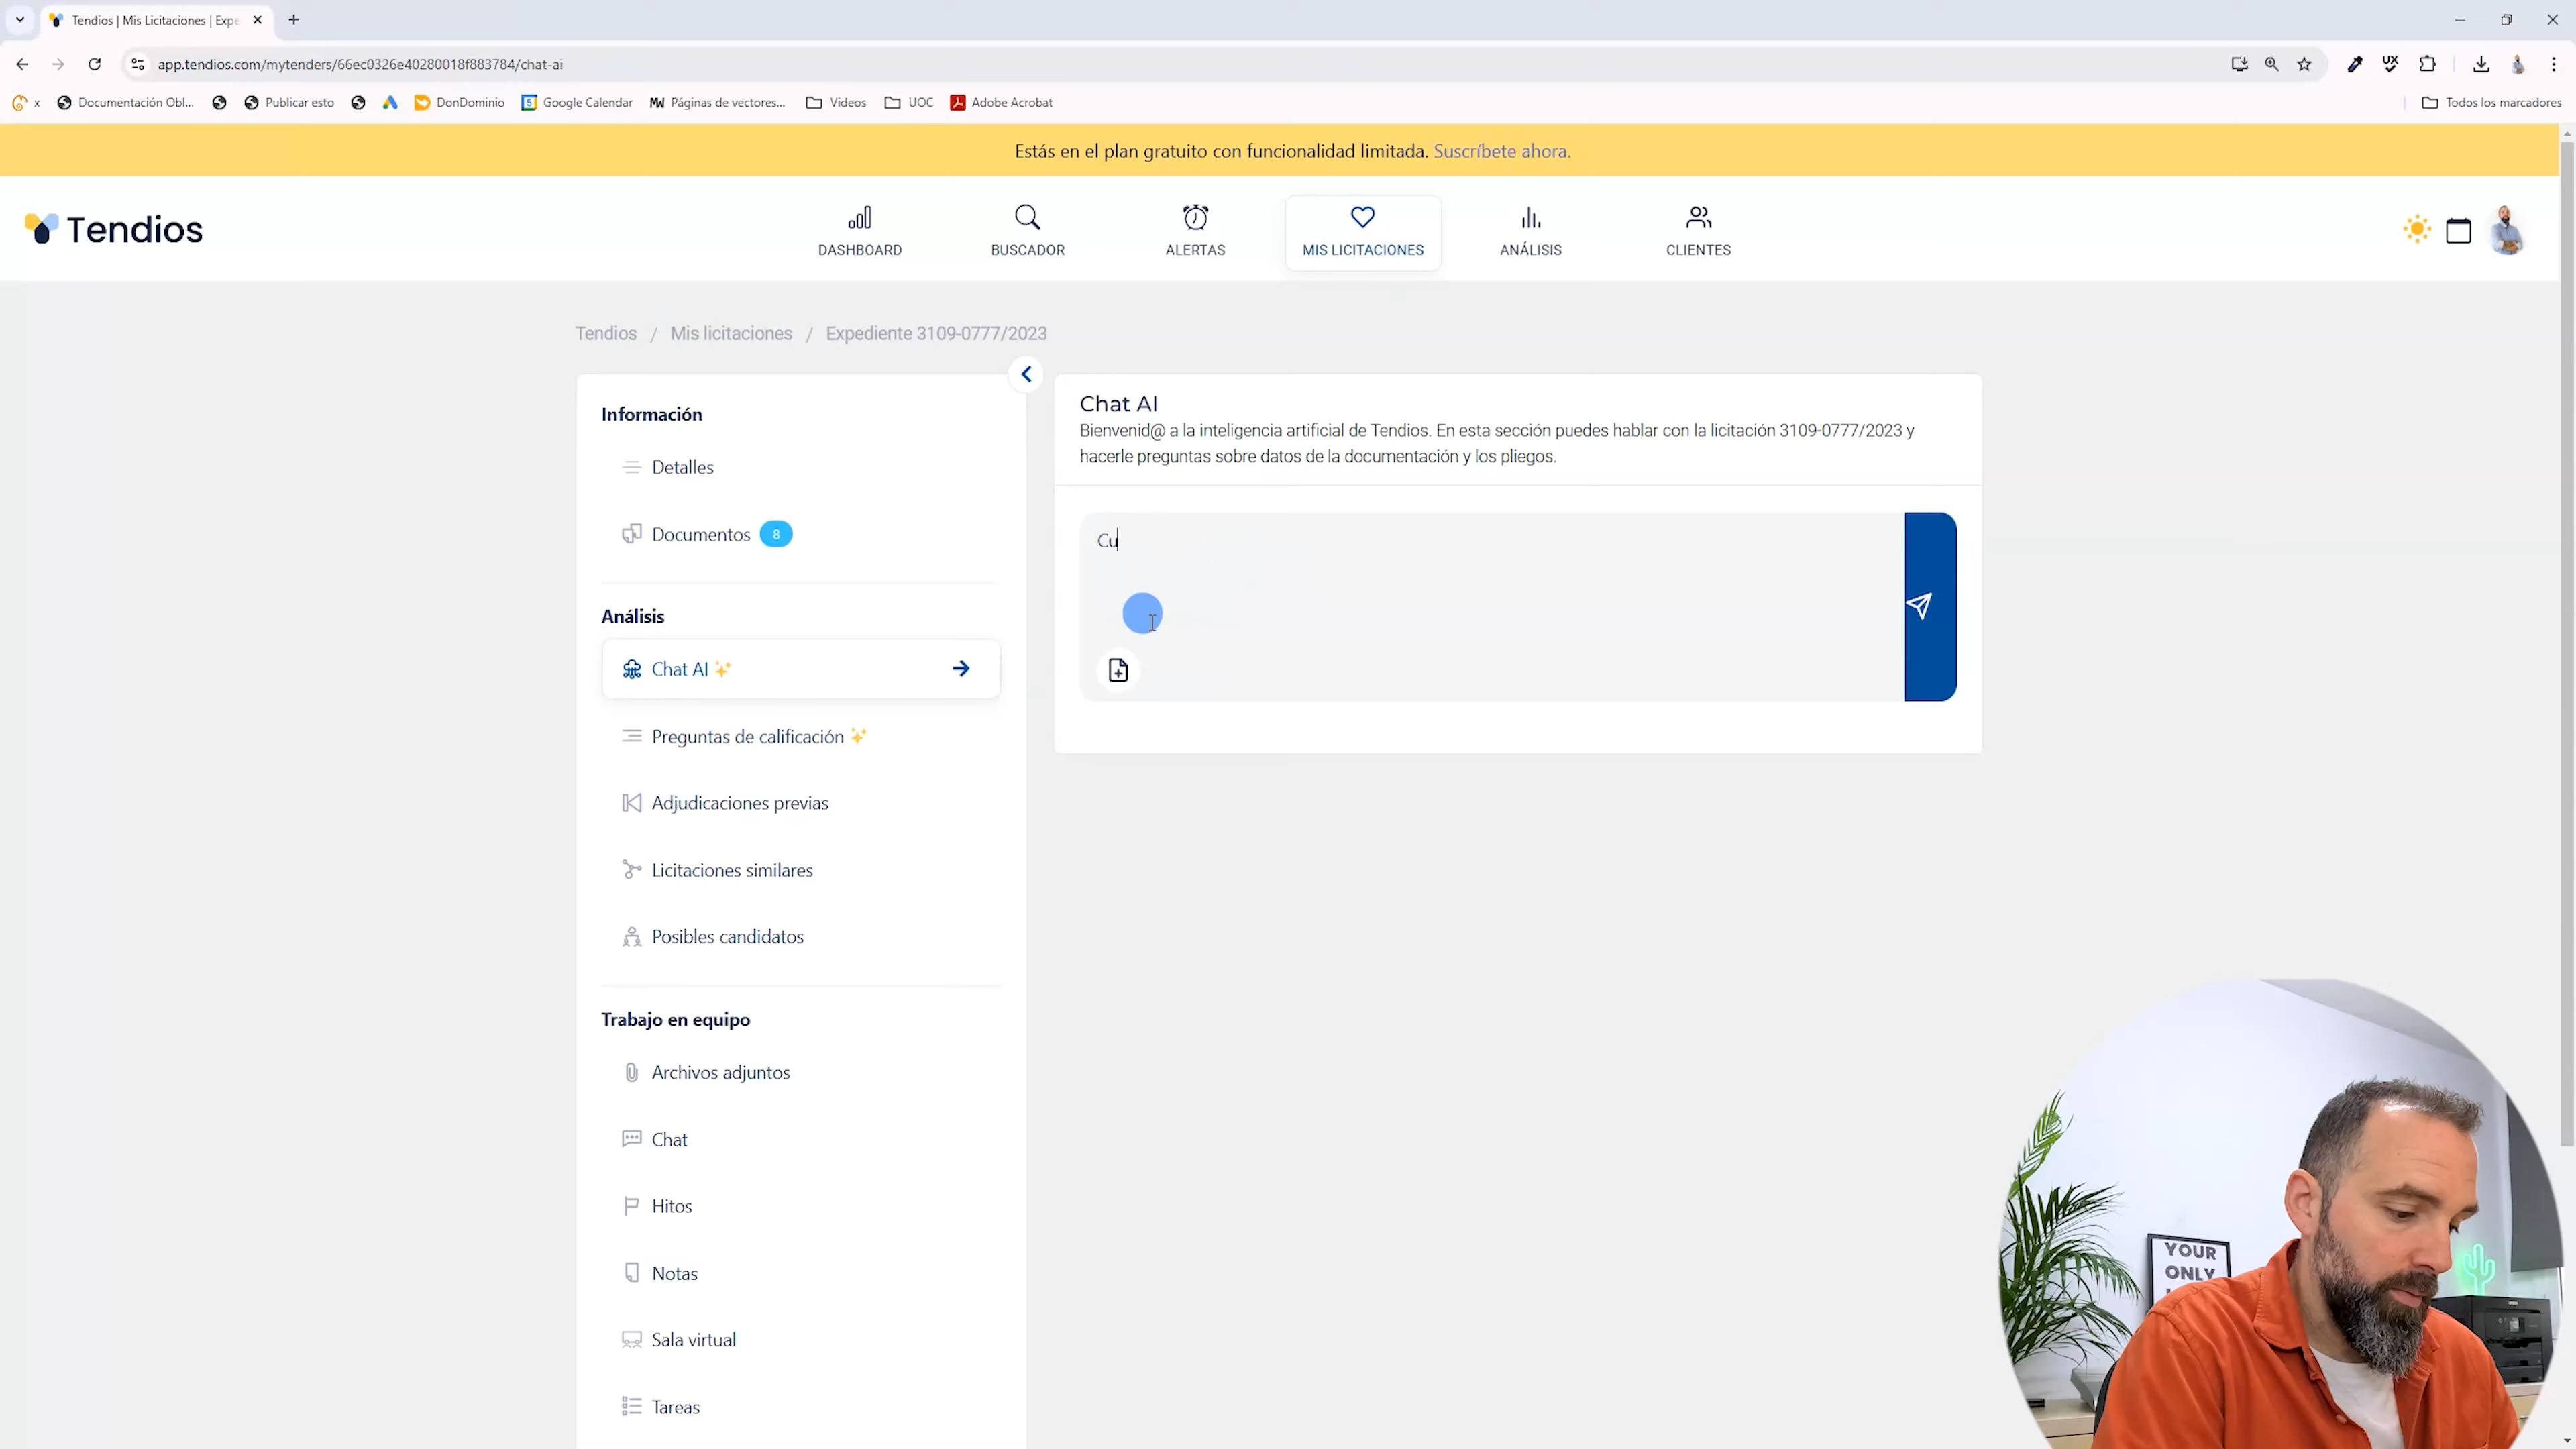 Tendios | Mis Licitaciones | Expe
app.tendios.com/mytenders/66ec0326e40280018f883784/chat-ai
x
Documentación Obl...
Publicar esto
DonDominio
Google Calendar
Páginas de vectores...
Videos
UOC
Adobe Acrobat
Todos los marcadores
Estás en el plan gratuito con funcionalidad limitada. Suscríbete ahora.
Tendios
DASHBOARD
BUSCADOR
ALERTAS
MIS LICITACIONES
ANÁLISIS
CLIENTES
Tendios / Mis licitaciones / Expediente 3109-0777/2023
Información
Detalles
Documentos 8
Análisis
Chat AI
Preguntas de calificación
Adjudicaciones previas
Licitaciones similares
Posibles candidatos
Trabajo en equipo
Archivos adjuntos
Chat
Hitos
Notas
Sala virtual
Tareas
Chat AI
Bienvenid@ a la inteligencia artificial de Tendios. En esta sección puedes hablar con la licitación 3109-0777/2023 y
hacerle preguntas sobre datos de la documentación y los pliegos.
Cu
YOUR
ONLY